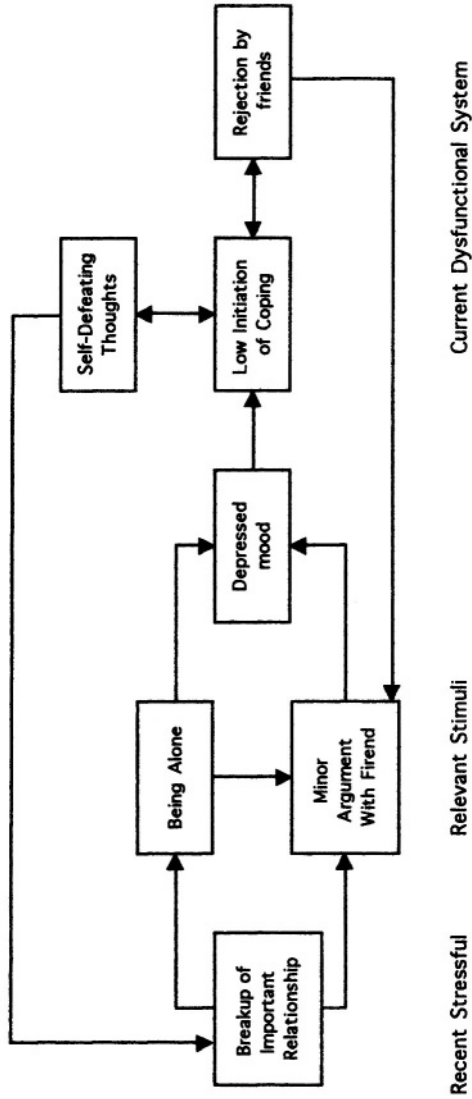 Self-Defeating
Thoughts
Being Alone
Breakup of
Important
Relationship
Depressed
mood
Low Initiation
of Coping
Rejection by
friends
Minor
Argument
With Firend
Recent Stressful
Relevant Stimuli
Current Dysfunctional System